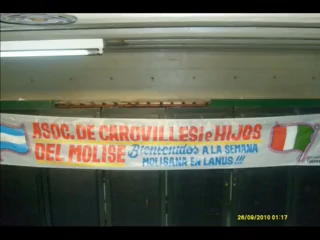 ASOC. DE CAROVILLESI e HIJOS
DEL MOLISE Bienvenidos A LA SEMANA
MOLISANA EN LANUS!!!
26/09/2010 01:17